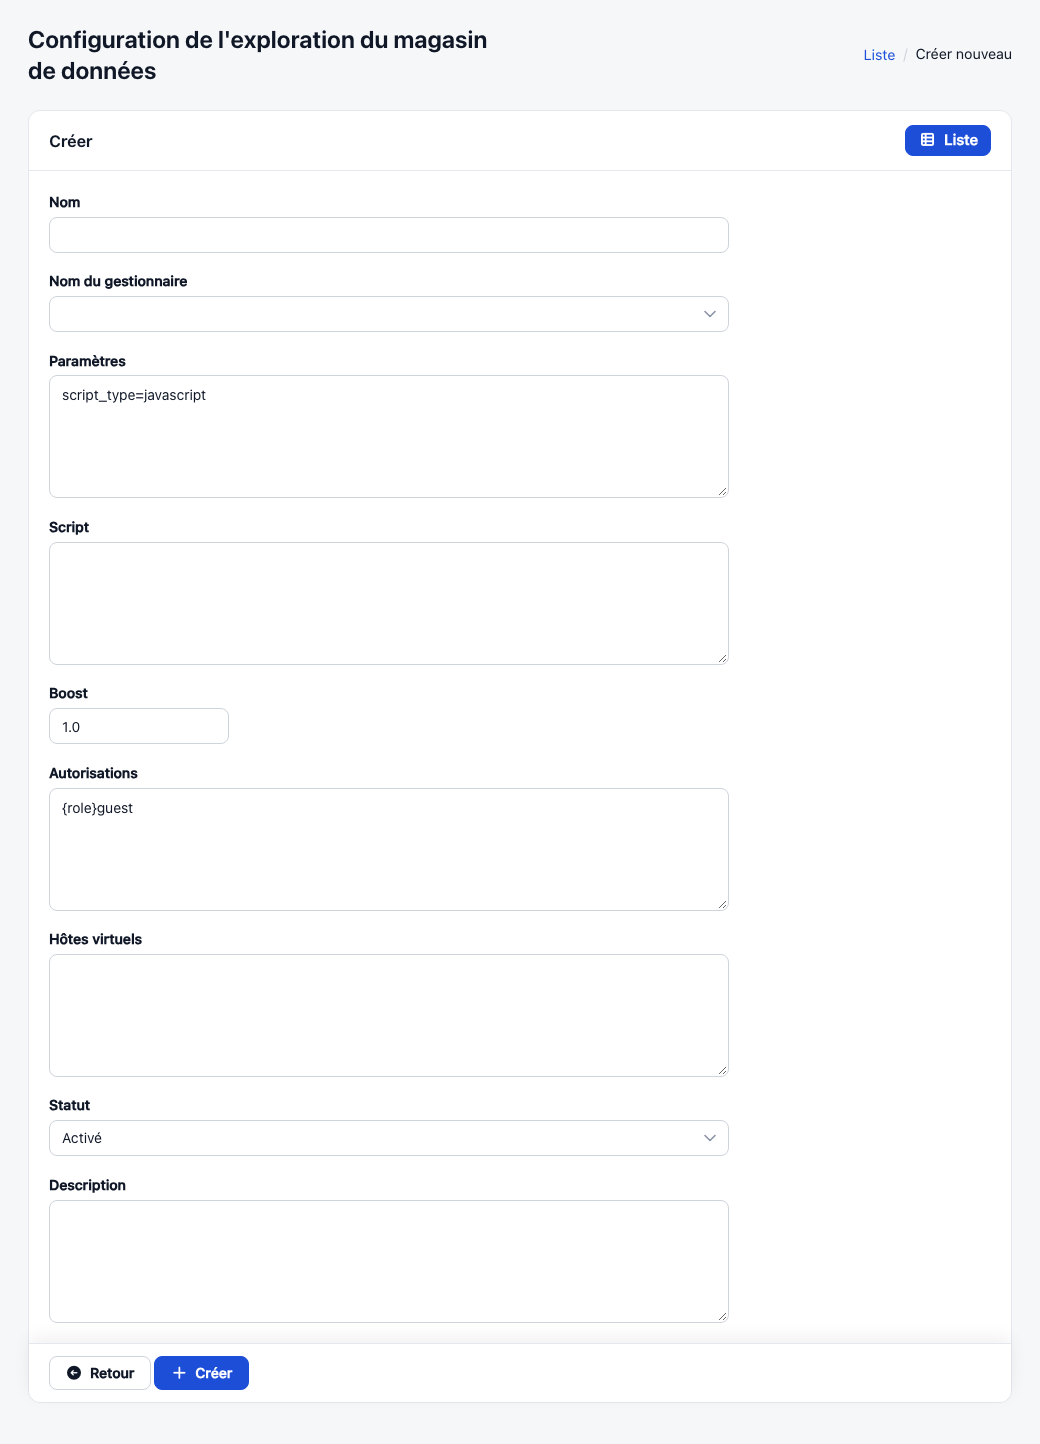 Configuration de l'exploration du magasin
de données
Liste / Créer nouveau
Créer
Liste
Nom
Nom du gestionnaire
Paramètres
script_type=javascript
Script
Boost
1.0
Autorisations
{role}guest
Hôtes virtuels
Statut
Activé
Description
Retour
Créer